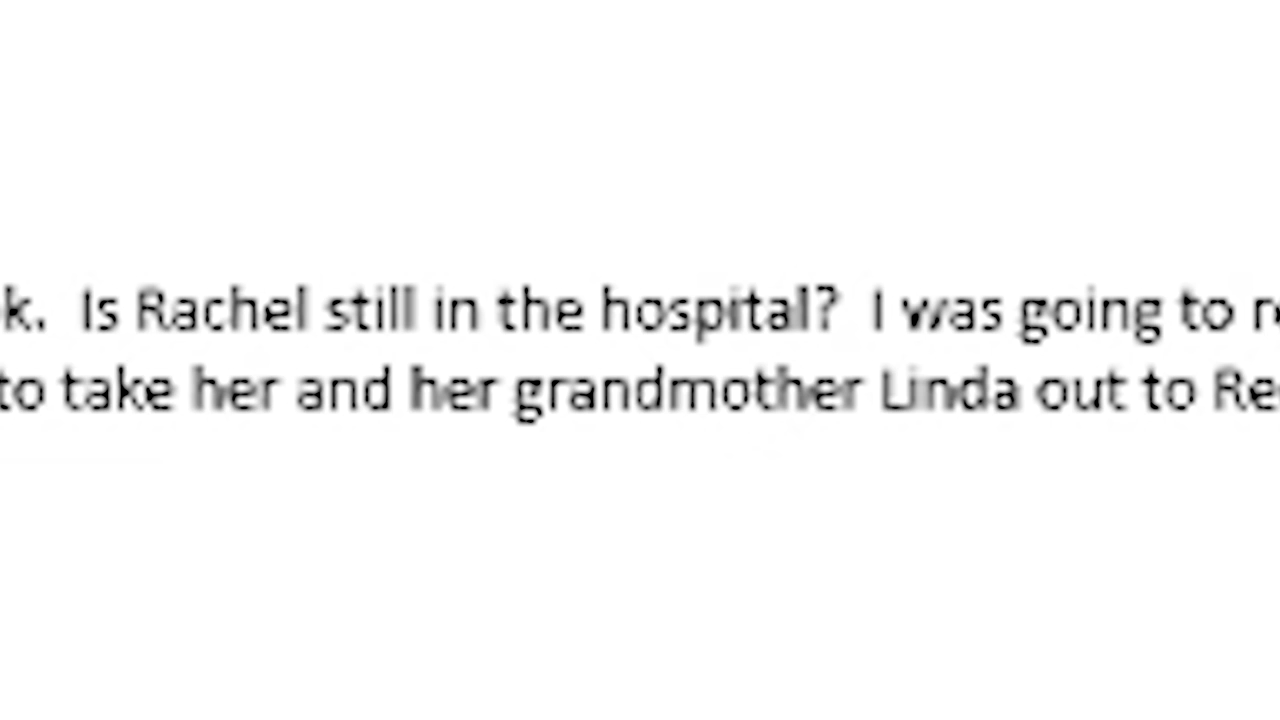 k.  Is Rachel still in the hospital?  I was going to
to take her and her grandmother Linda out to